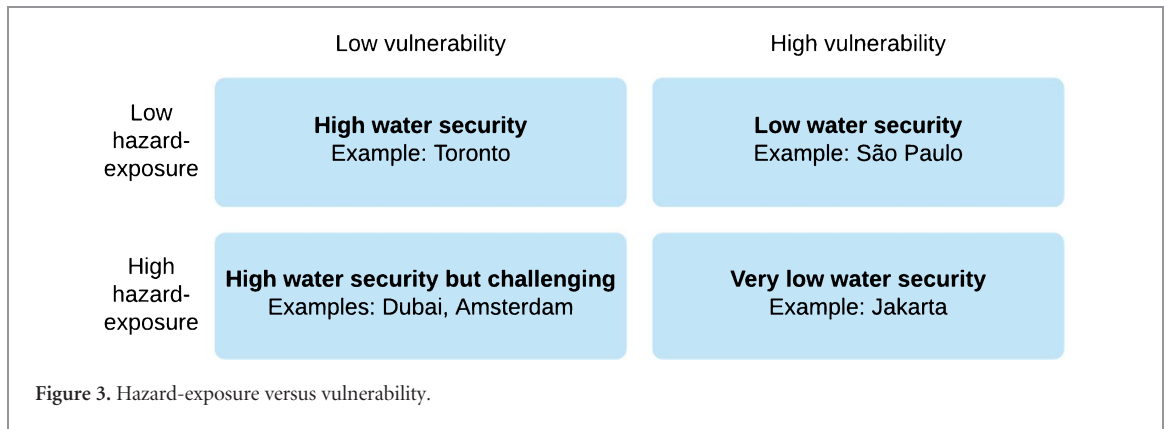 Low vulnerability
High vulnerability
Low
hazard-
exposure
High water security
Example: Toronto
Low water security
Example: São Paulo
High
hazard-
exposure
High water security but challenging
Examples: Dubai, Amsterdam
Very low water security
Example: Jakarta
Figure 3. Hazard-exposure versus vulnerability.